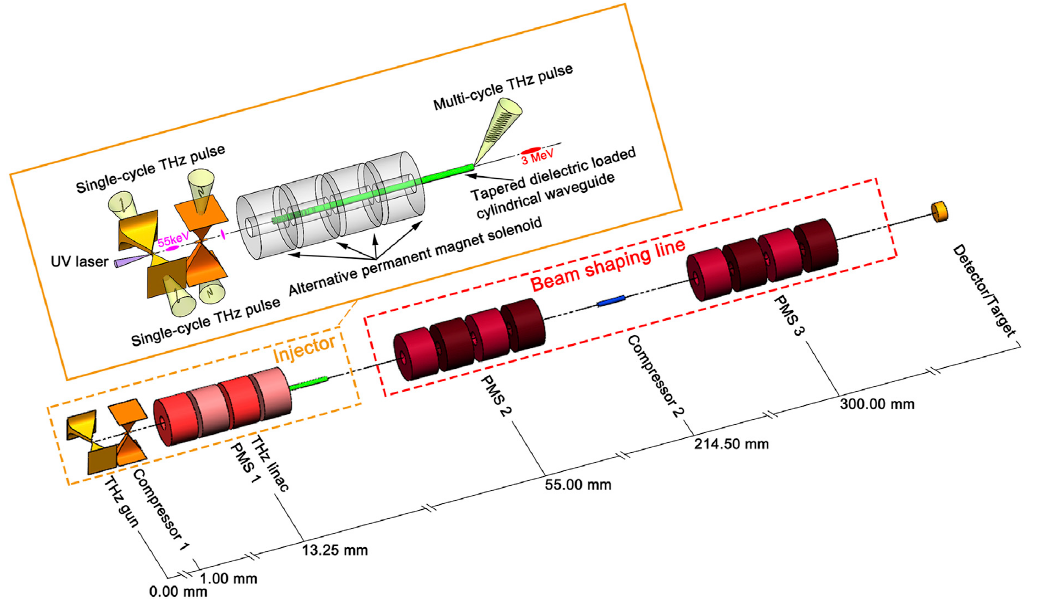 Multi-cycle THz pulse
Single-cycle THz pulse
3 MeV
Tapered dielectric loaded
cylindrical waveguide
55keV
UV laser
Alternative permanent magnet solenoid
Single-cycle THz pulse
Beam shaping line
Injector
THz gun
Compressor 1
PMS 1
THz linac
PMS 2
Compressor 2
PMS 3
Detector/Target
0.00 mm
1.00 mm
13.25 mm
55.00 mm
214.50 mm
300.00 mm